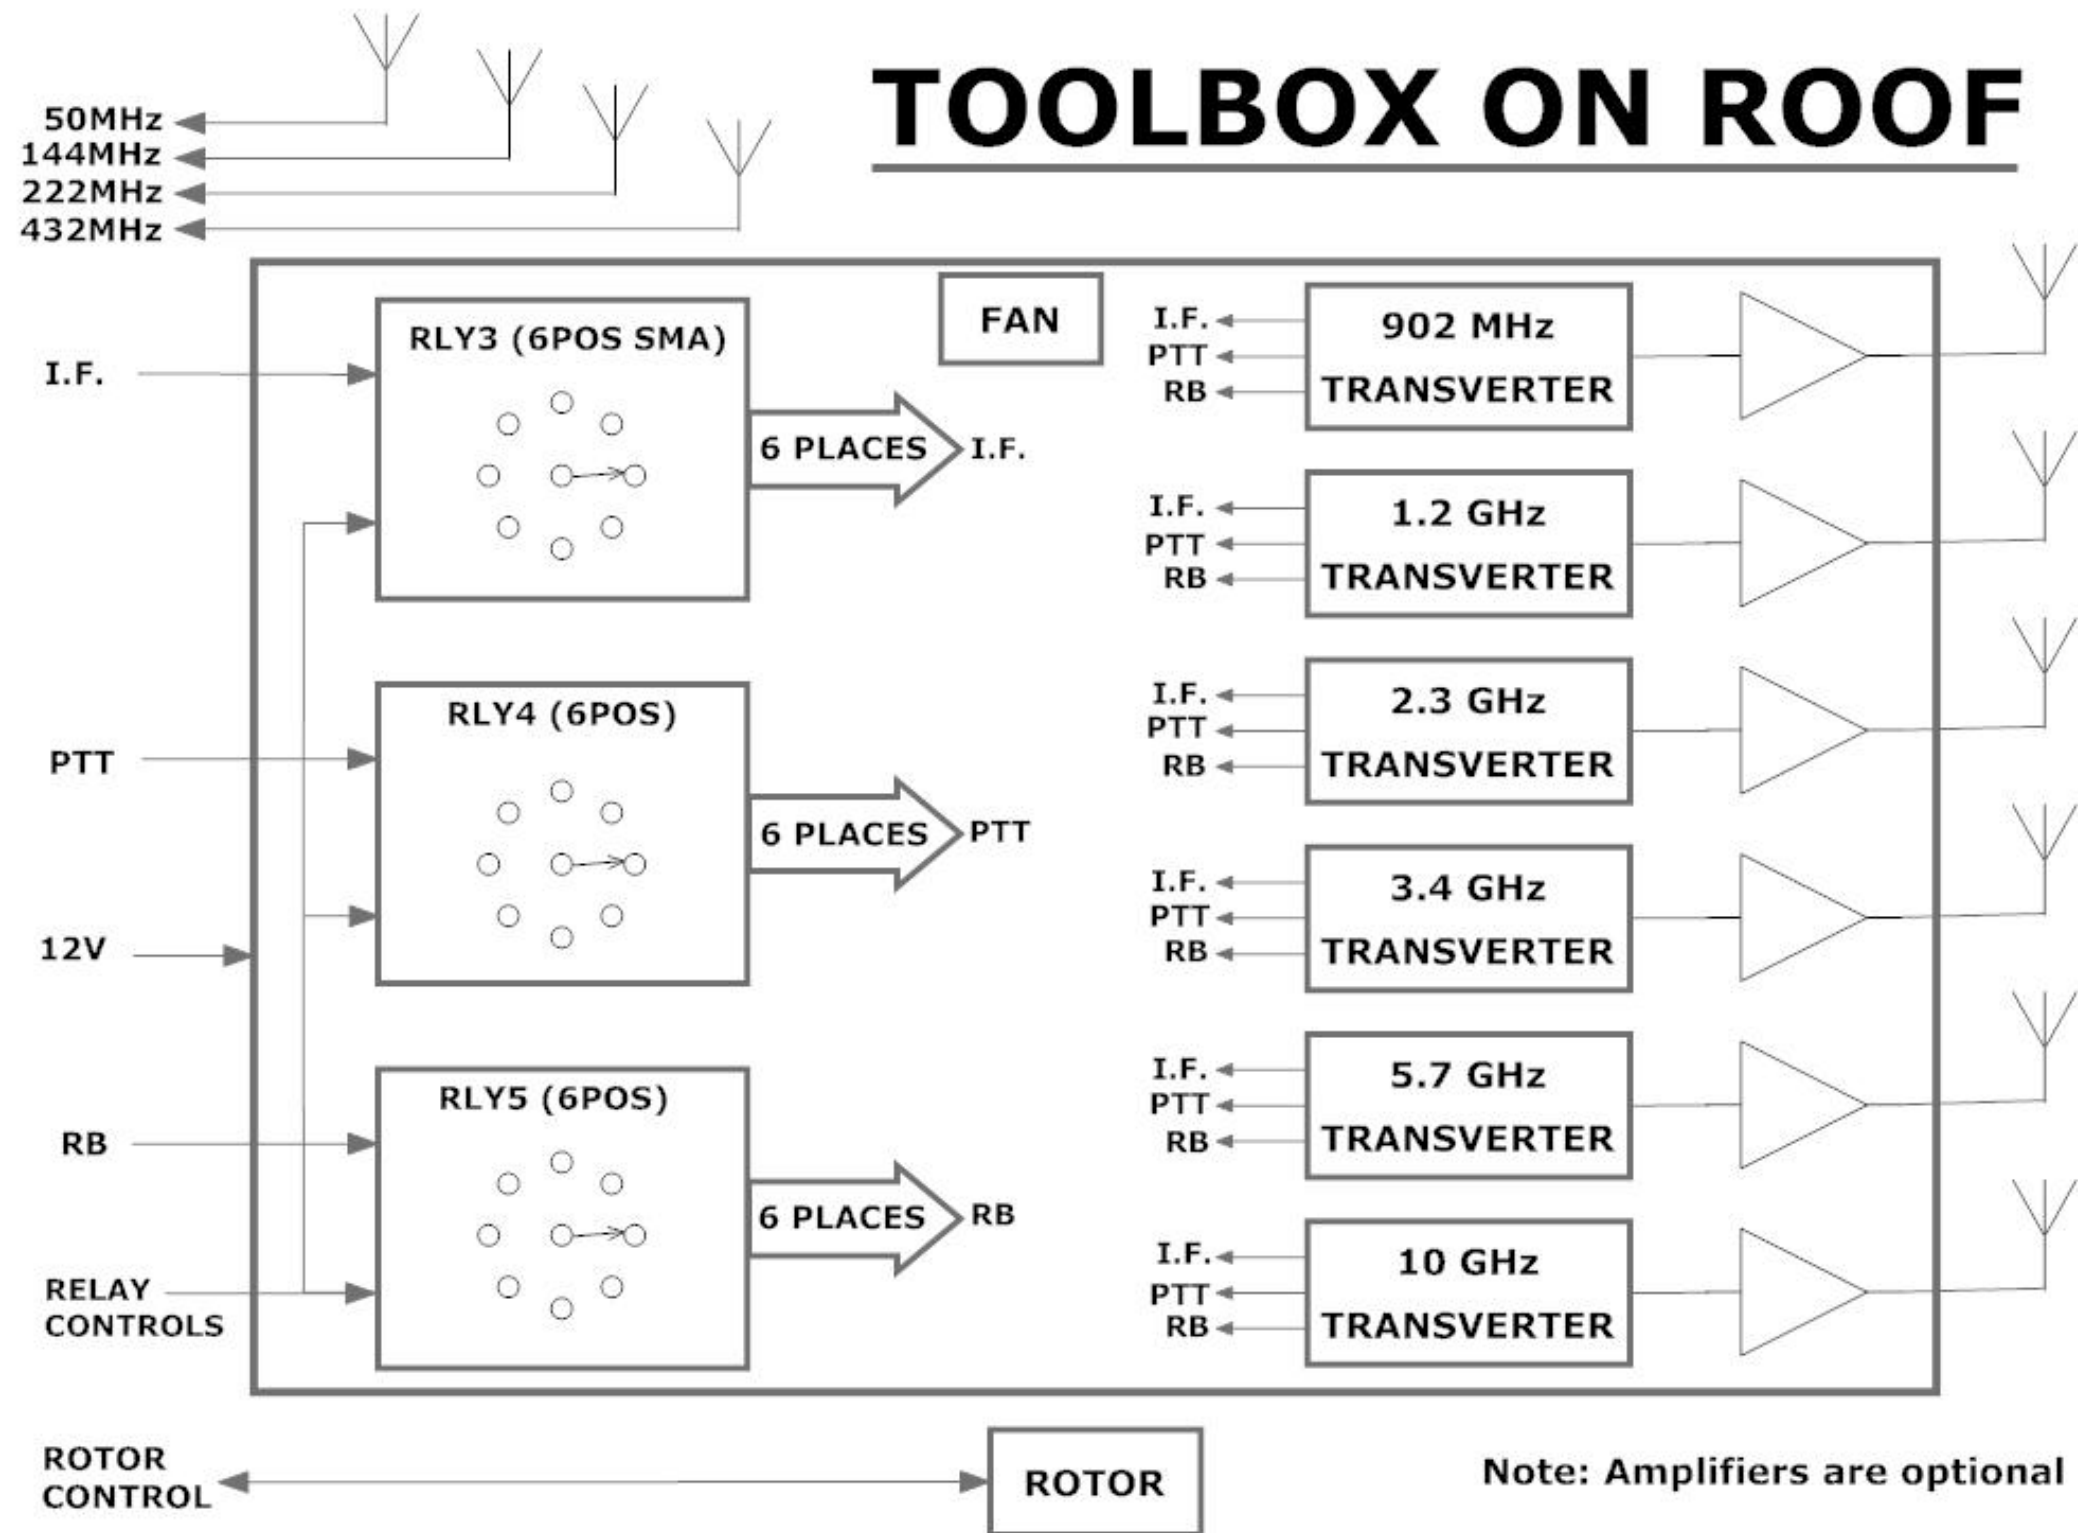 TOOLBOX ON ROOF
50MHz
144MHz
222MHz
432MHz
FAN
RLY3 (6POS SMA)
I.F.
6 PLACES
I.F.
RLY4 (6POS)
PTT
6 PLACES
PTT
12V
RLY5 (6POS)
RB
6 PLACES
RB
RELAY
CONTROLS
I.F.
PTT
RB
902 MHz
TRANSVERTER
I.F.
PTT
RB
1.2 GHz
TRANSVERTER
I.F.
PTT
RB
2.3 GHz
TRANSVERTER
I.F.
PTT
RB
3.4 GHz
TRANSVERTER
I.F.
PTT
RB
5.7 GHz
TRANSVERTER
I.F.
PTT
RB
10 GHz
TRANSVERTER
ROTOR
CONTROL
ROTOR
Note: Amplifiers are optional